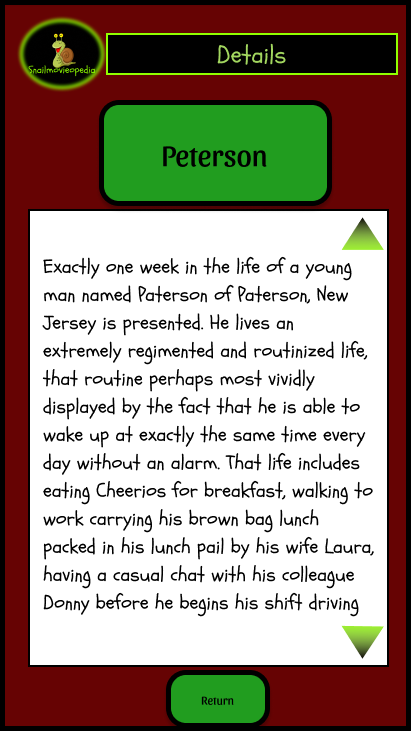 Snailmovieopedia
Details
Peterson
Exactly one week in the life of a young
man named Paterson of Paterson, New
Jersey is presented. He lives an
extremely regimented and routinized life,
that routine perhaps most vividly
displayed by the fact that he is able to
wake up at exactly the same time every
day without an alarm. That life includes
eating Cheerios for breakfast, walking to
work carrying his brown bag lunch
packed in his lunch pail by his wife Laura,
having a casual chat with his colleague
Donny before he begins his shift driving
Return